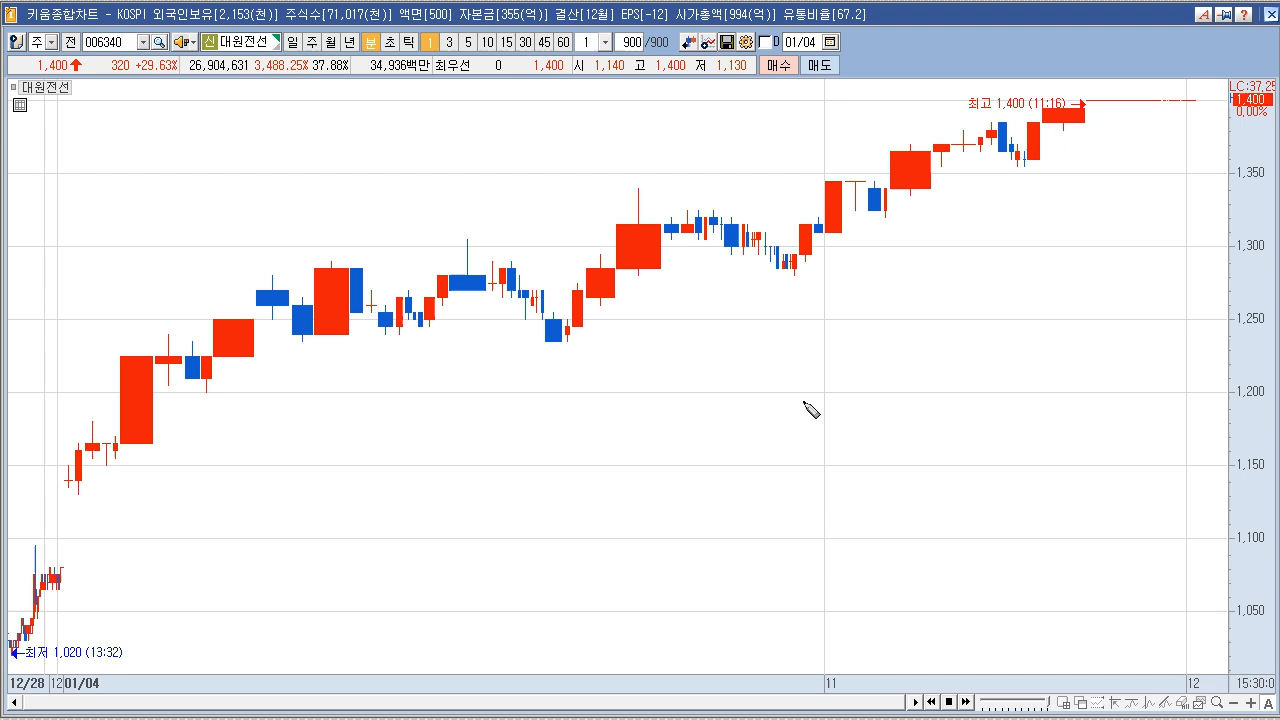 키움종합차트 - KOSPI 외국인보유[2,153(천)] 주식수[71,017(천)] 액면[500] 자본금[355(억)] 결산[12월] EPS[-12] 시가총액[994(억)] 유통비율[67.2]
주 전 006340 신 대원전선 일 주 월 년 분 초 틱 1 3 5 10 15 30 45 60 1 900 /900 D 01/04
1,400 320 +29.63% 26,904,631 3,488.25% 37.88% 34,936백만 최우선 0 1,400 시 1,140 고 1,400 저 1,130 매수 매도
대원전선
LC:37.25
최고 1,400 (11:16)
1,400
0.00%
1,350
1,300
1,250
1,200
1,150
1,100
1,050
최저 1,020 (13:32)
12/28 12 01/04 11 12 15:30:0
A